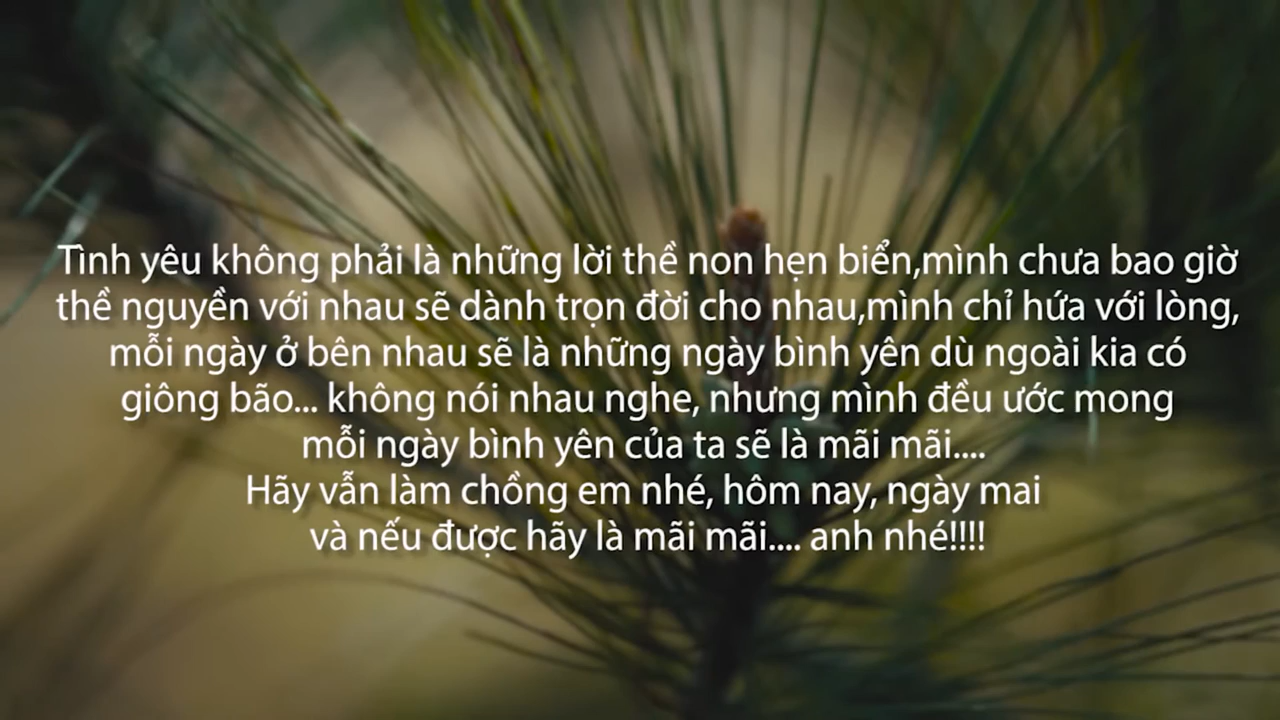 Tình yêu không phải là những lời thề non hẹn biển,mình chưa bao giờ
thề nguyền với nhau sẽ dành trọn đời cho nhau,mình chỉ hứa với lòng,
mỗi ngày ở bên nhau sẽ là những ngày bình yên dù ngoài kia có
giông bão... không nói nhau nghe, nhưng mình đều ước mong
mỗi ngày bình yên của ta sẽ là mãi mãi....
Hãy vẫn làm chồng em nhé, hôm nay, ngày mai
và nếu được hãy là mãi mãi.... anh nhé!!!!